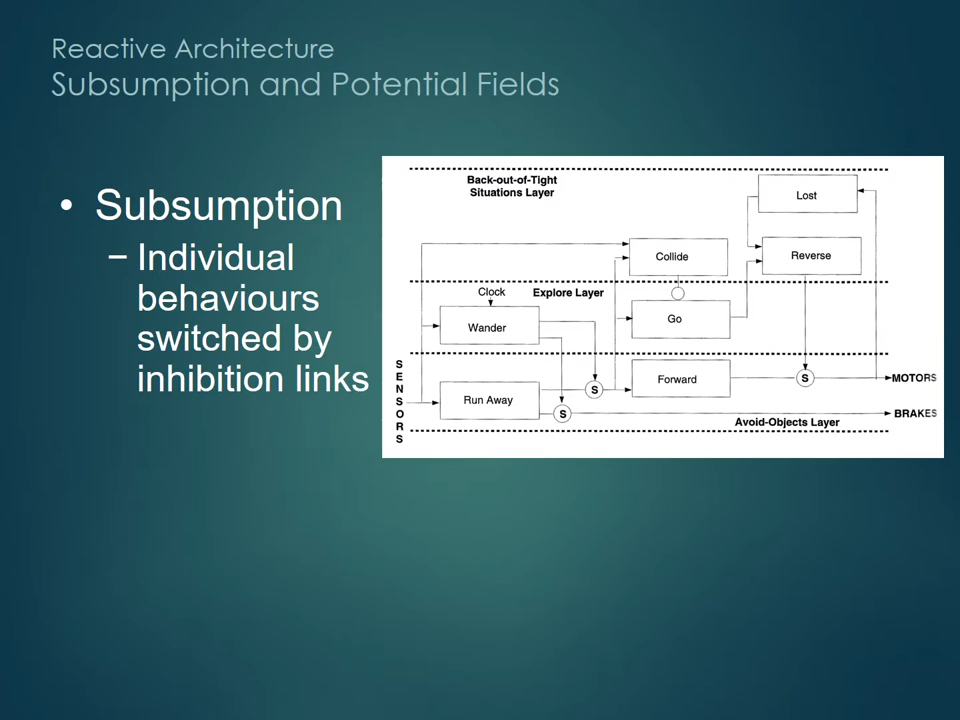 Reactive Architecture
Subsumption and Potential Fields
• Subsumption
– Individual
behaviours
switched by
inhibition links
Back-out-of-Tight
Situations Layer
Lost
Collide
Reverse
Clock
Explore Layer
Wander
Go
SENSORS
Run Away
S
S
Forward
S
MOTORS
BRAKES
Avoid-Objects Layer